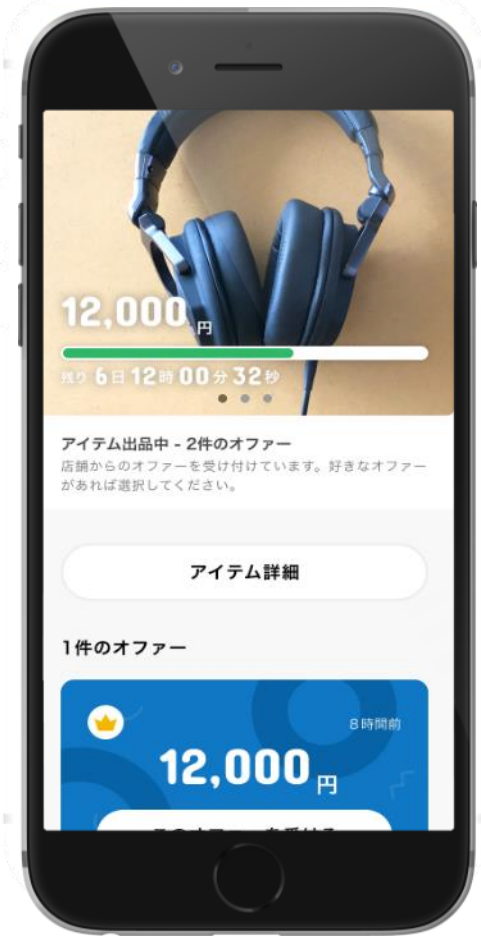 12,000円
残り 6日 12時 00分 32秒
アイテム出品中 - 2件のオファー
店舗からのオファーを受け付けています。好きなオファー
があれば選択してください。
アイテム詳細
1件のオファー
8時間前
12,000円